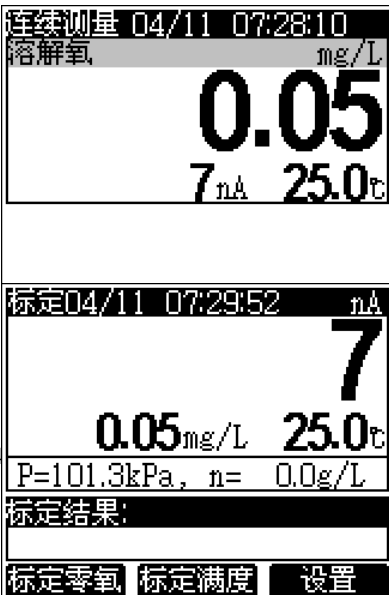 连续测量 04/11 07:28:10
溶解氧 mg/L
0.05
7nA 25.0℃
标定04/11 07:29:52 nA
7
0.05mg/L 25.0℃
P=101.3kPa, n= 0.0g/L
标定结果:
标定零氧 标定满度 设置